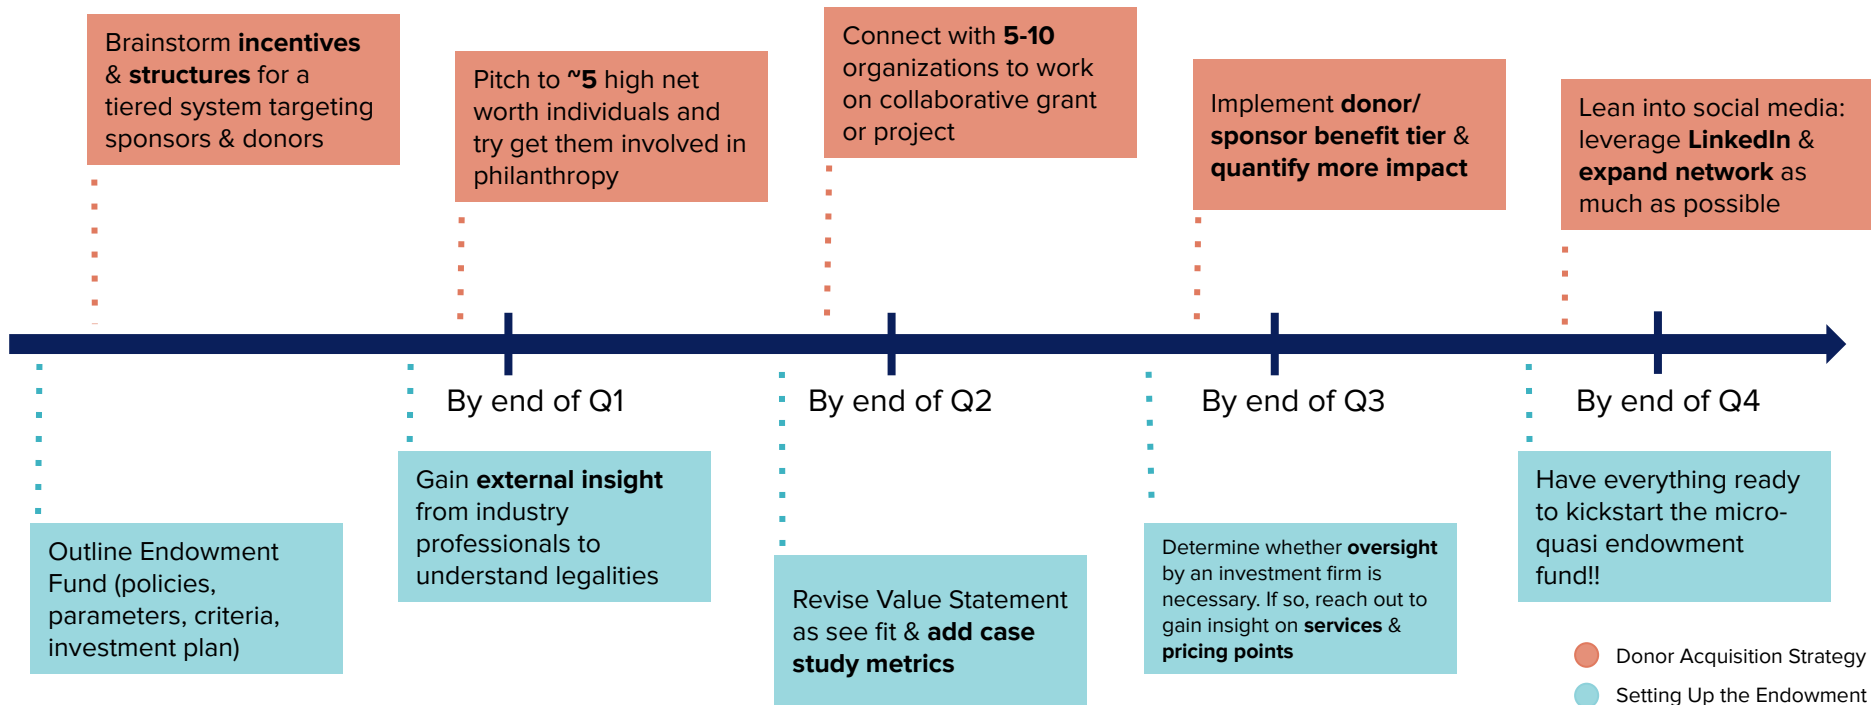 Brainstorm incentives
& structures for a
tiered system targeting
sponsors & donors
Pitch to ~5 high net
worth individuals and
try get them involved in
philanthropy
Connect with 5-10
organizations to work
on collaborative grant
or project
Implement donor/
sponsor benefit tier &
quantify more impact
Lean into social media:
leverage LinkedIn &
expand network as
much as possible
By end of Q1
By end of Q2
By end of Q3
By end of Q4
Outline Endowment
Fund (policies,
parameters, criteria,
investment plan)
Gain external insight
from industry
professionals to
understand legalities
Revise Value Statement
as see fit & add case
study metrics
Determine whether oversight
by an investment firm is
necessary. If so, reach out to
gain insight on services &
pricing points
Have everything ready
to kickstart the micro-
quasi endowment
fund!!
Donor Acquisition Strategy
Setting Up the Endowment